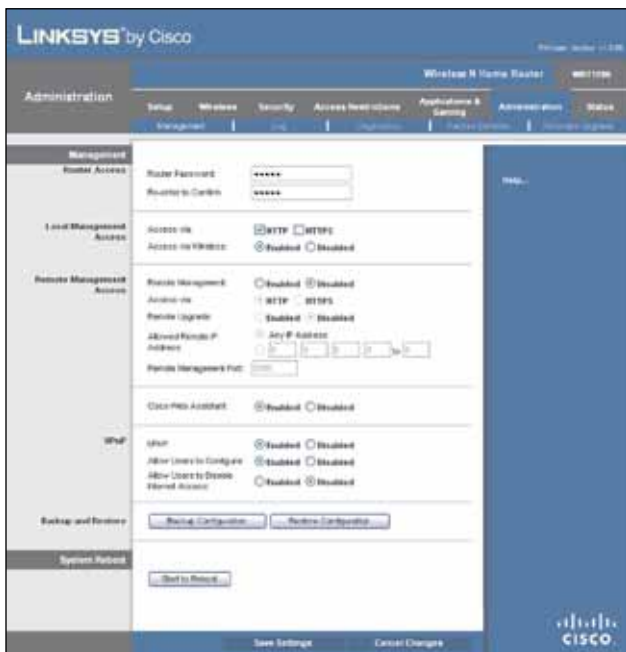 LINKSYS by Cisco
Wireless N Home Router
Administration
Setup Wireless Security Access Restrictions Applications & Gaming Administration Status
Management
Management
Router Access
Router Password:
Re-enter to Confirm:
Help...
Local Management Access
Access via: HTTP HTTPS
Access via Wireless: Enabled Disabled
Remote Management Access
Remote Management: Enabled Disabled
Access via: HTTP HTTPS
Remote Upgrade: Enabled Disabled
Allowed Remote IP Address: Any IP Address
to
Remote Management Port:
Cisco Web Assistant: Enabled Disabled
UPnP
UPnP: Enabled Disabled
Allow Users to Configure: Enabled Disabled
Allow Users to Disable Internet Access: Enabled Disabled
Backup and Restore
Backup Configuration Restore Configuration
System Reboot
Start to Reboot
Save Settings Cancel Changes
CISCO.